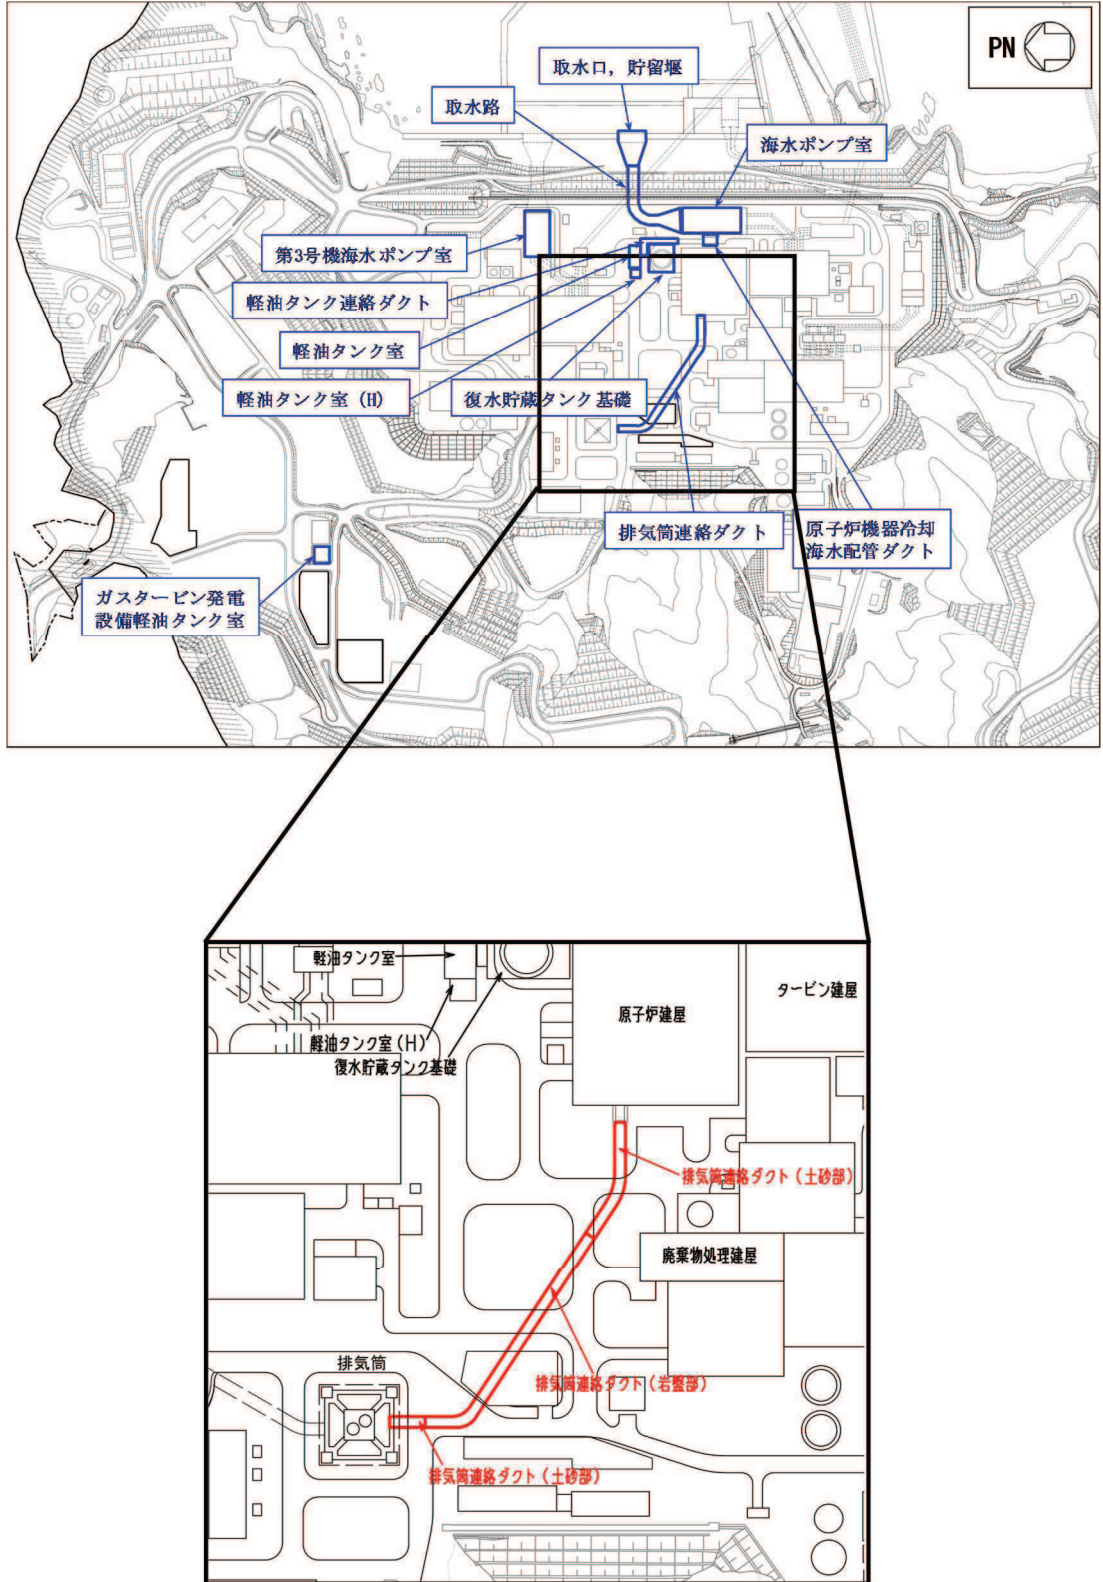 PN
取水口，貯留堰
取水路
海水ポンプ室
第3号機海水ポンプ室
軽油タンク連絡ダクト
軽油タンク室
軽油タンク室（H）
復水貯蔵タンク基礎
排気筒連絡ダクト
原子炉機器冷却
海水配管ダクト
ガスタービン発電
設備軽油タンク室
軽油タンク室
原子炉建屋
タービン建屋
軽油タンク室（H）
復水貯蔵タンク基礎
排気筒連絡ダクト（土砂部）
廃棄物処理建屋
排気筒
排気筒連絡ダクト（岩盤部）
排気筒連絡ダクト（土砂部）